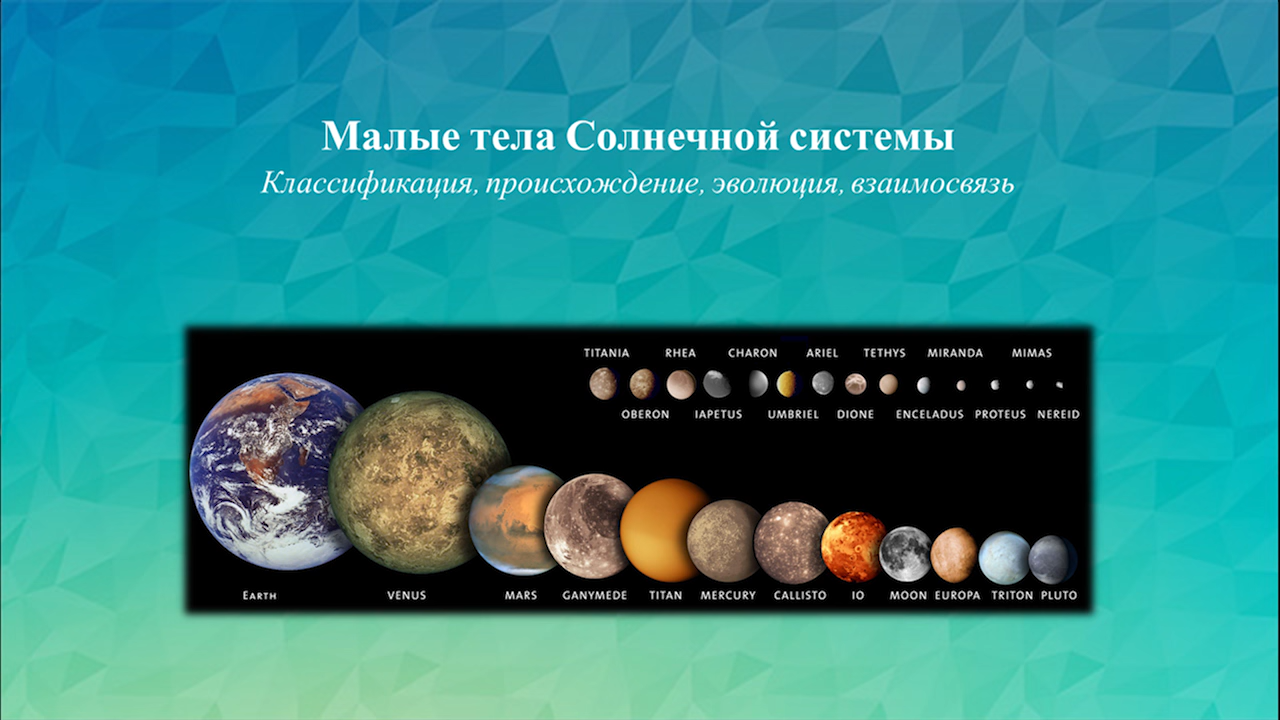 Малые тела Солнечной системы
Классификация, происхождение, эволюция, взаимосвязь
TITANIA RHEA CHARON ARIEL TETHYS MIRANDA MIMAS
OBERON IAPETUS UMBRIEL DIONE ENCELADUS PROTEUS NEREID
EARTH VENUS MARS GANYMEDE TITAN MERCURY CALLISTO IO MOON EUROPA TRITON PLUTO